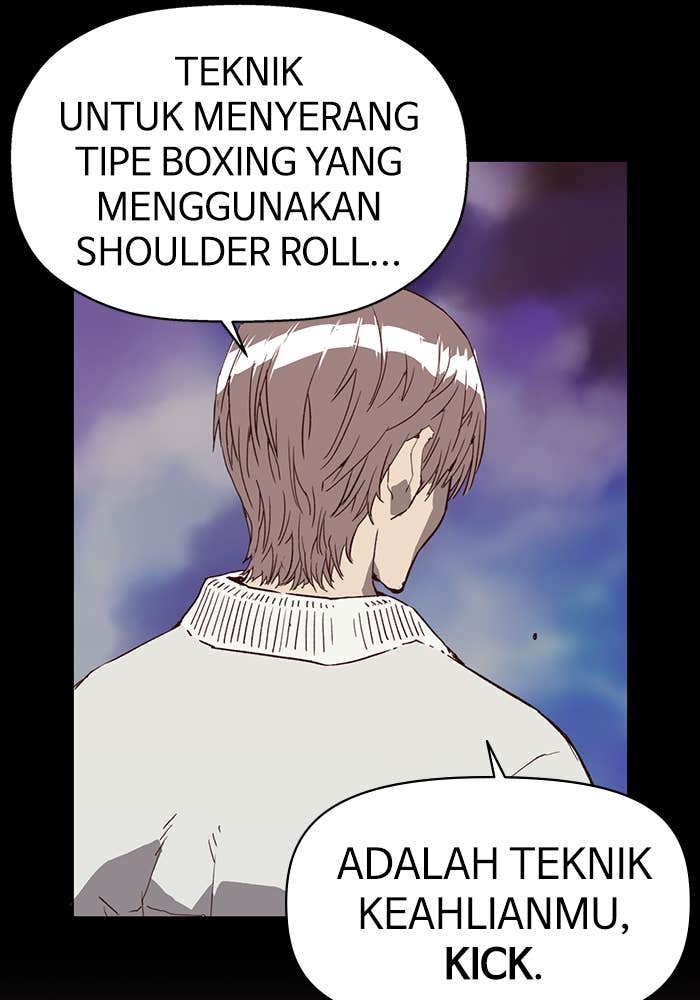 TEKNIK
UNTUK MENYERANG
TIPE BOXING YANG
MENGGUNAKAN
SHOULDER ROLL...
ADALAH TEKNIK
KEAHLIANMU,
KICK.